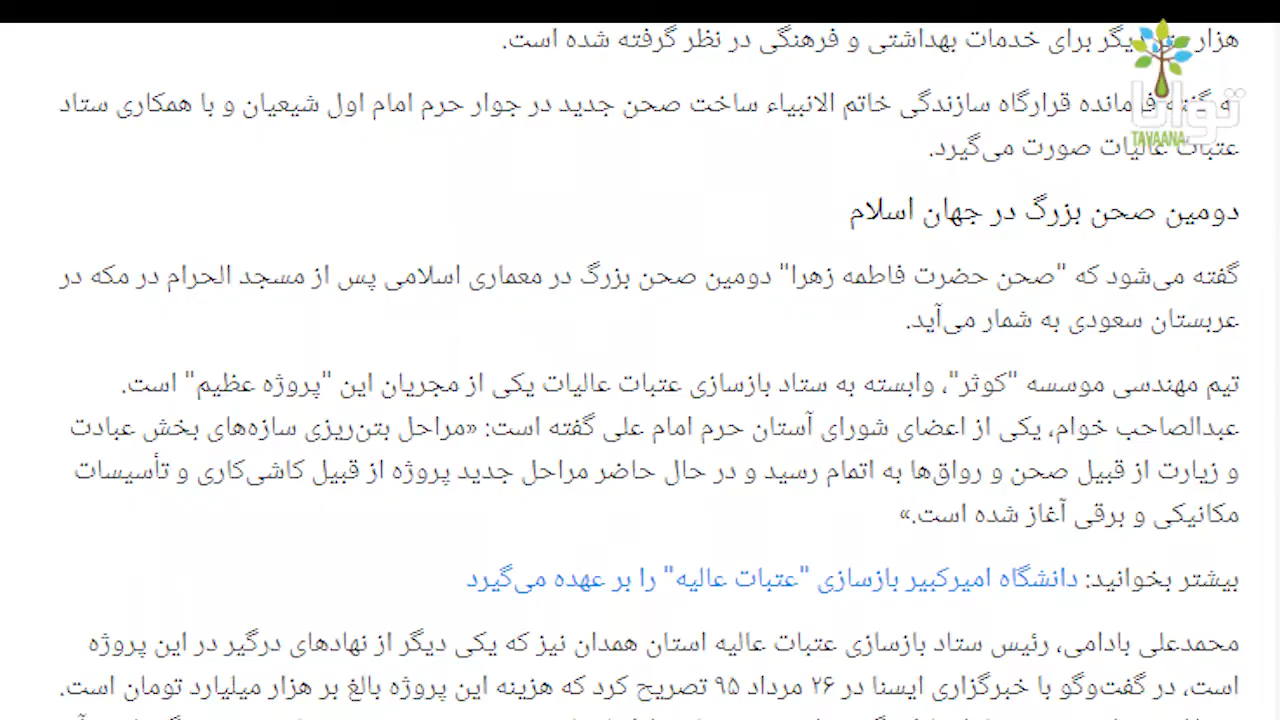 هزار دیگر برای خدمات بهداشتی و فرهنگی در نظر گرفته شده است.
به گفته فرمانده قرارگاه سازندگی خاتم الانبیاء ساخت صحن جدید در جوار حرم امام اول شیعیان و با همکاری ستاد
عتبات عالیات صورت می‌گیرد.
توانا
TAVAANA
دومین صحن بزرگ در جهان اسلام
گفته می‌شود که "صحن حضرت فاطمه زهرا" دومین صحن بزرگ در معماری اسلامی پس از مسجد الحرام در مکه در
عربستان سعودی به شمار می‌آید.
تیم مهندسی موسسه "کوثر"، وابسته به ستاد بازسازی عتبات عالیات یکی از مجریان این "پروژه عظیم" است.
عبدالصاحب خوام، یکی از اعضای شورای آستان حرم امام علی گفته است: «مراحل بتن‌ریزی سازه‌های بخش عبادت
و زیارت از قبیل صحن و رواق‌ها به اتمام رسید و در حال حاضر مراحل جدید پروژه از قبیل کاشی‌کاری و تأسیسات
مکانیکی و برقی آغاز شده است.»
بیشتر بخوانید: دانشگاه امیرکبیر بازسازی "عتبات عالیه" را بر عهده می‌گیرد
محمدعلی بادامی، رئیس ستاد بازسازی عتبات عالیه استان همدان نیز که یکی دیگر از نهادهای درگیر در این پروژه
است، در گفت‌وگو با خبرگزاری ایسنا در ۲۶ مرداد ۹۵ تصریح کرد که هزینه این پروژه بالغ بر هزار میلیارد تومان است.